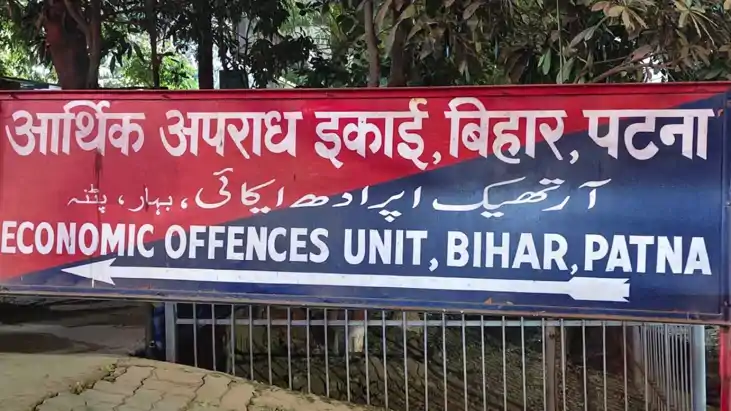 आर्थिक अपराध इकाई, बिहार, पटना
آرتھیک اپرادھ ایکائی، بہار، پٹنہ
ECONOMIC OFFENCES UNIT, BIHAR, PATNA